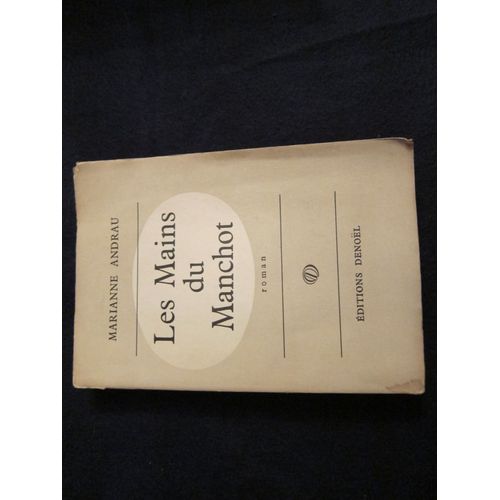 MARIANNE ANDRAU
Les Mains
du
Manchot
roman
ÉDITIONS DENOËL